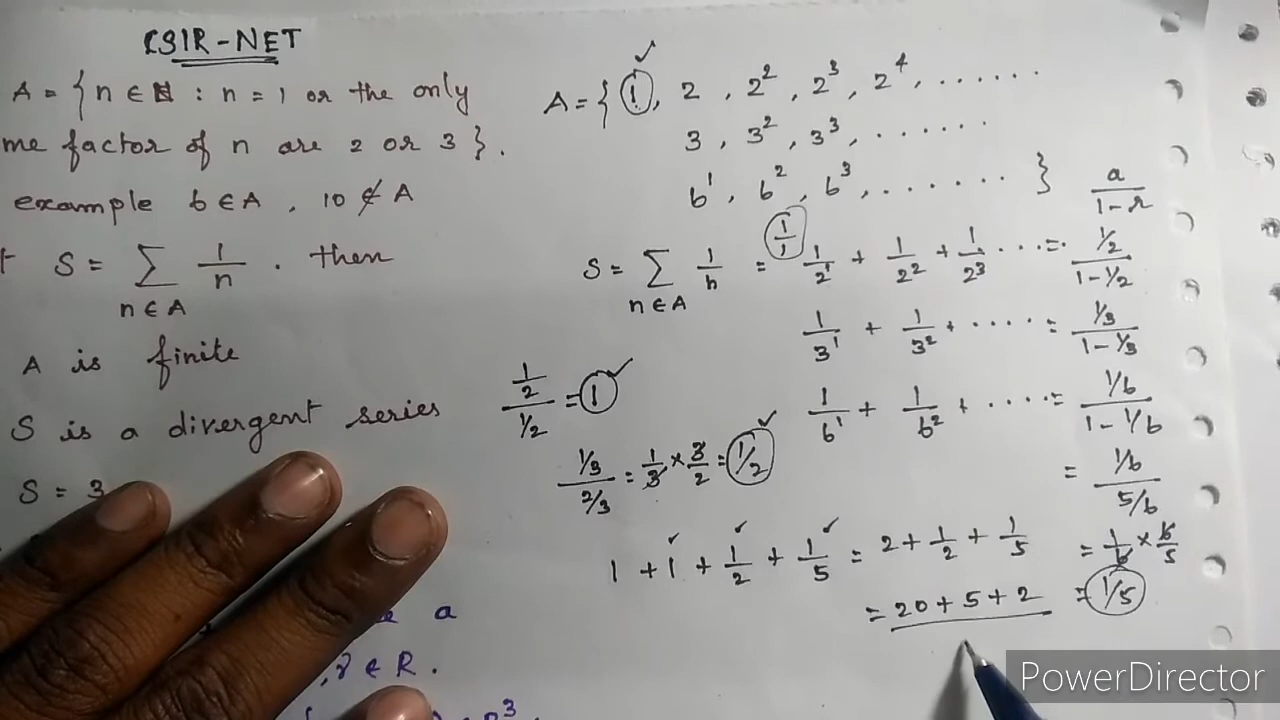 CSIR-NET
A = { n ∈ N : n = 1 or the only
me factor of n are 2 or 3 } .
example 6 ∈ A , 10 ∉ A
S = ∑ 1/n . then
n ∈ A
A is finite
S is a divergent series
S = 3
a
, ∈ R .
A = { 1 , 2 , 2² , 2³ , 2⁴ , ......
3 , 3² , 3³ , .......
6¹ , 6² , 6³ , ....... }
a/1-r
S = ∑ 1/n = 1/1 1/2¹ + 1/2² + 1/2³ ..... = 1/2/1-1/2
n ∈ A
1/3¹ + 1/3² + ..... = 1/3/1-1/3
1/6¹ + 1/6² + ..... = 1/6/1-1/6
= 1/6/5/6
= 1/6 × 6/5
= 1/5
1/2/1/2 = 1
1/3/2/3 = 1/3 × 3/2 = 1/2
1 + 1 + 1/2 + 1/5 = 2 + 1/2 + 1/5
= 20 + 5 + 2
PowerDirector